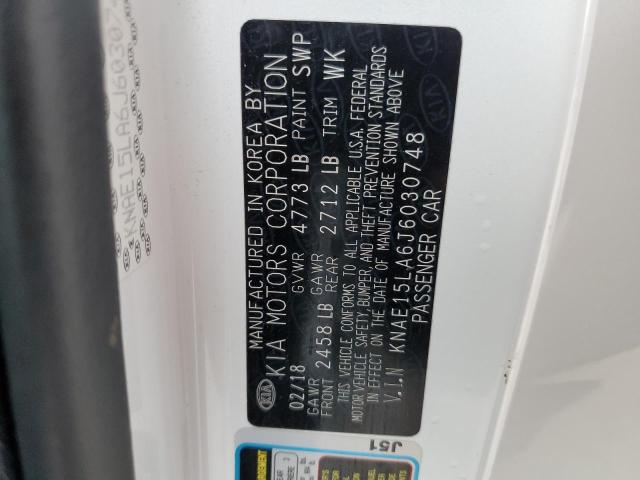 KNAE15LA6J603074
KIA
MANUFACTURED IN KOREA BY
KIA MOTORS CORPORATION
02/18 GVWR 4773 LB PAINT SWP
GAWR FRONT 2458 LB GAWR REAR 2712 LB TRIM WK
THIS VEHICLE CONFORMS TO ALL APPLICABLE U.S.A. FEDERAL
MOTOR VEHICLE SAFETY, BUMPER, AND THEFT PREVENTION STANDARDS
IN EFFECT ON THE DATE OF MANUFACTURE SHOWN ABOVE
V.I.N KNAE15LA6J6030748
PASSENGER CAR
J51